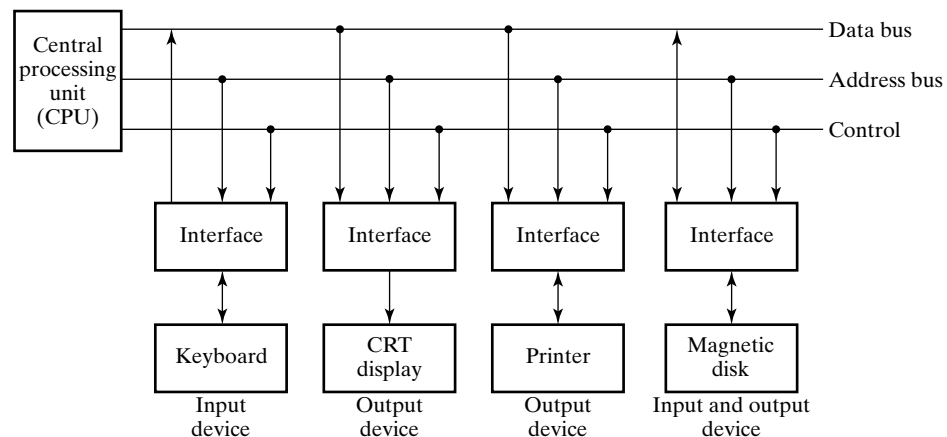 Central
processing
unit
(CPU)
Data bus
Address bus
Control
Interface
Interface
Interface
Interface
Keyboard
CRT
display
Printer
Magnetic
disk
Input
device
Output
device
Output
device
Input and output
device